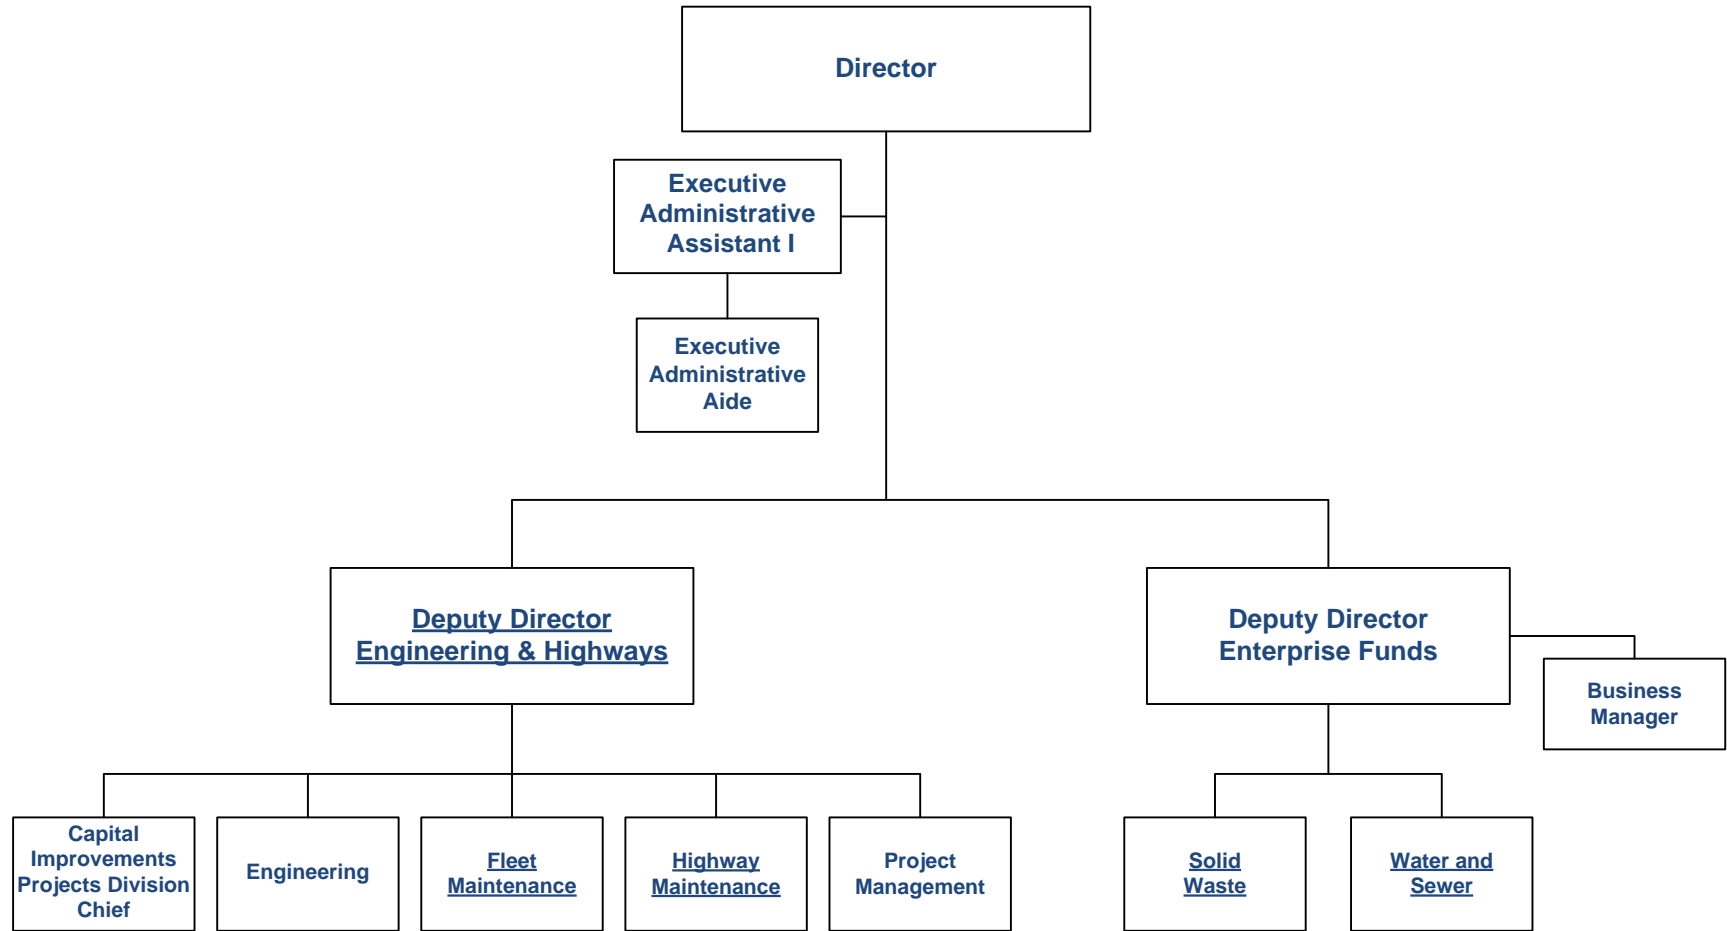 Director
Executive
Administrative
Assistant I
Executive
Administrative
Aide
Deputy Director
Engineering & Highways
Deputy Director
Enterprise Funds
Business
Manager
Capital
Improvements
Projects Division
Chief
Engineering
Fleet
Maintenance
Highway
Maintenance
Project
Management
Solid
Waste
Water and
Sewer